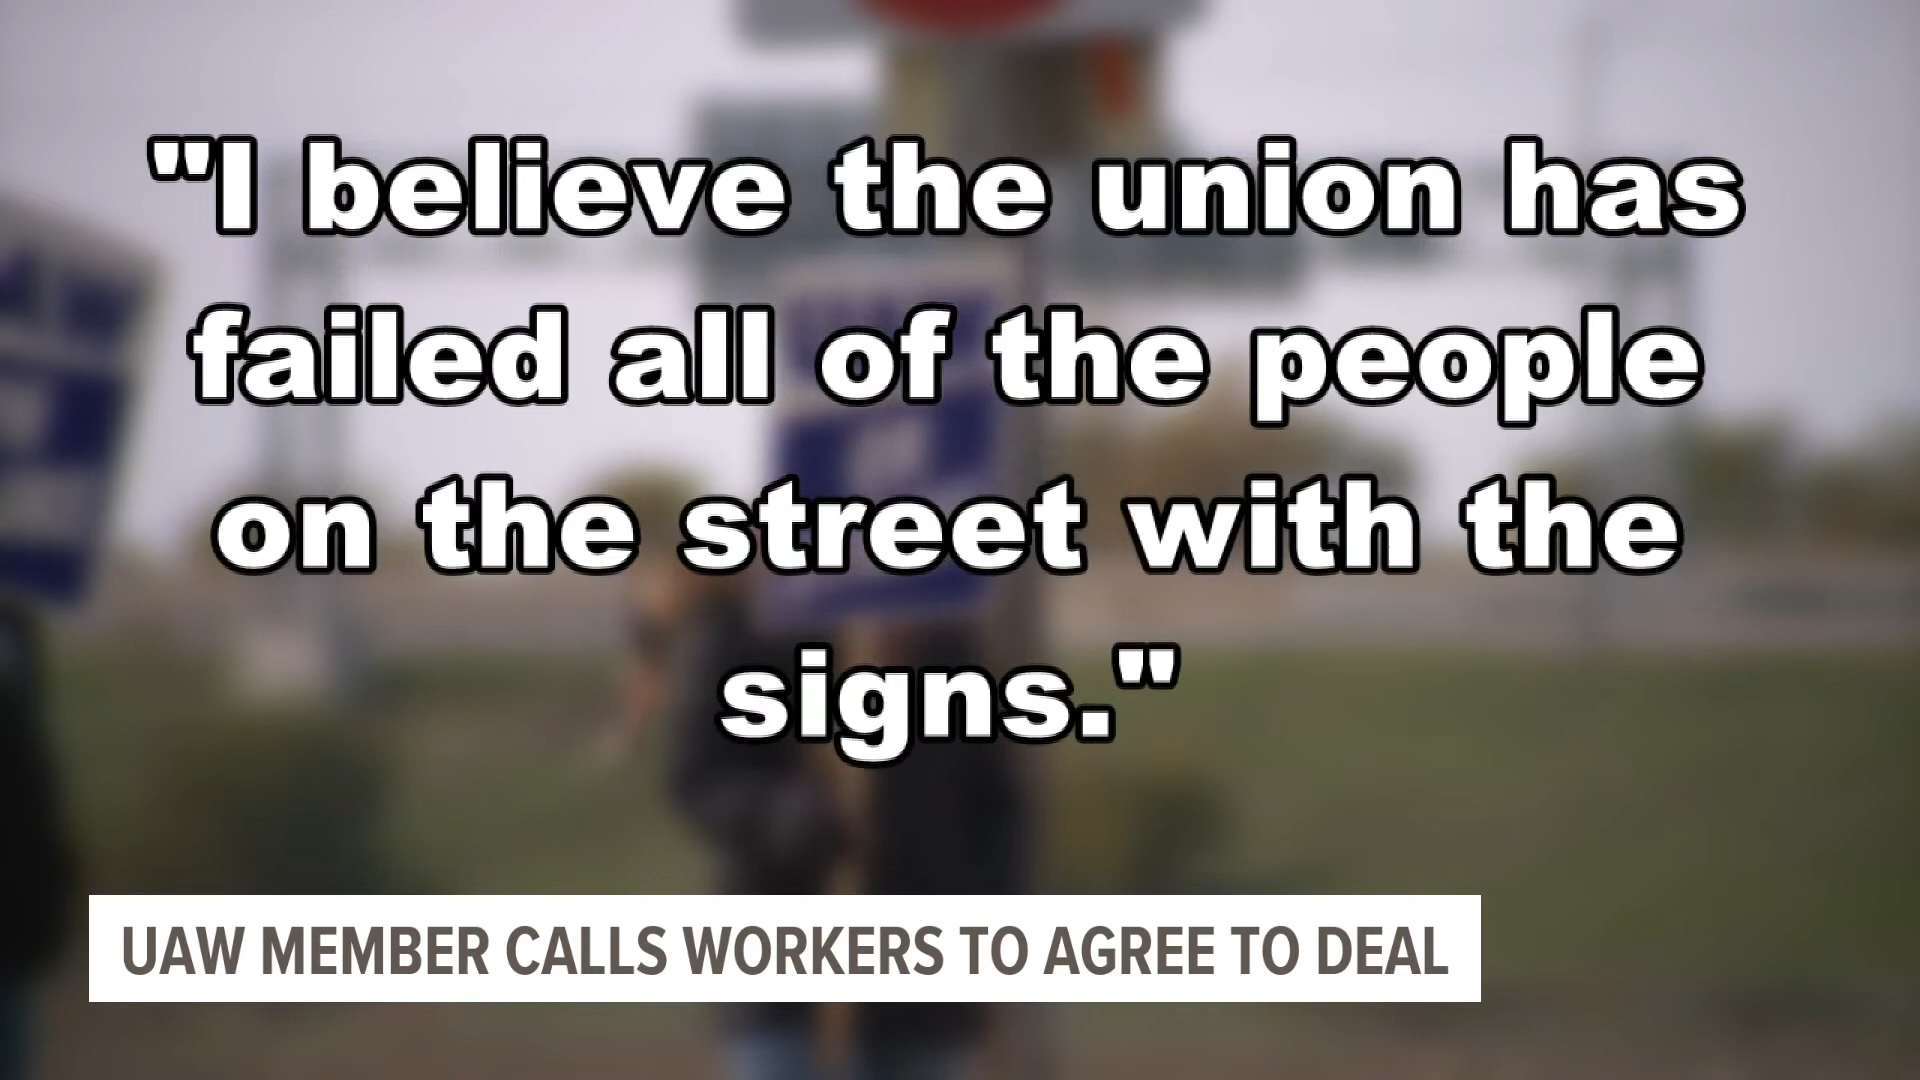 "I believe the union has
failed all of the people
on the street with the
signs."
UAW MEMBER CALLS WORKERS TO AGREE TO DEAL